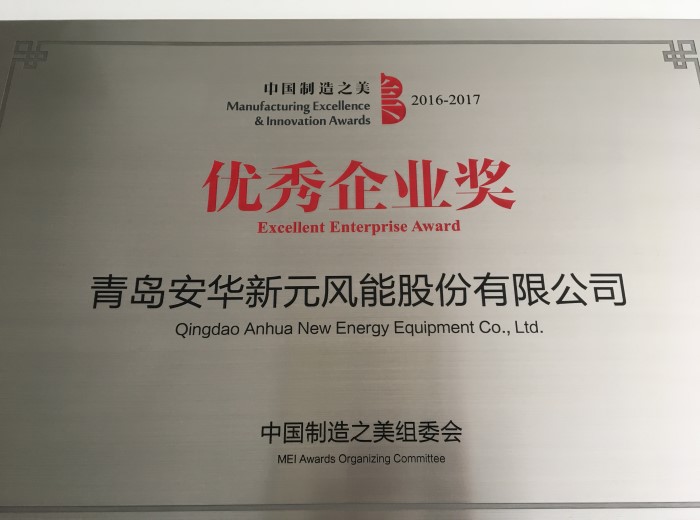 中国制造之美
Manufacturing Excellence
& Innovation Awards
2016-2017
优秀企业奖
Excellent Enterprise Award
青岛安华新元风能股份有限公司
Qingdao Anhua New Energy Equipment Co., Ltd.
中国制造之美组委会
MEI Awards Organizing Committee